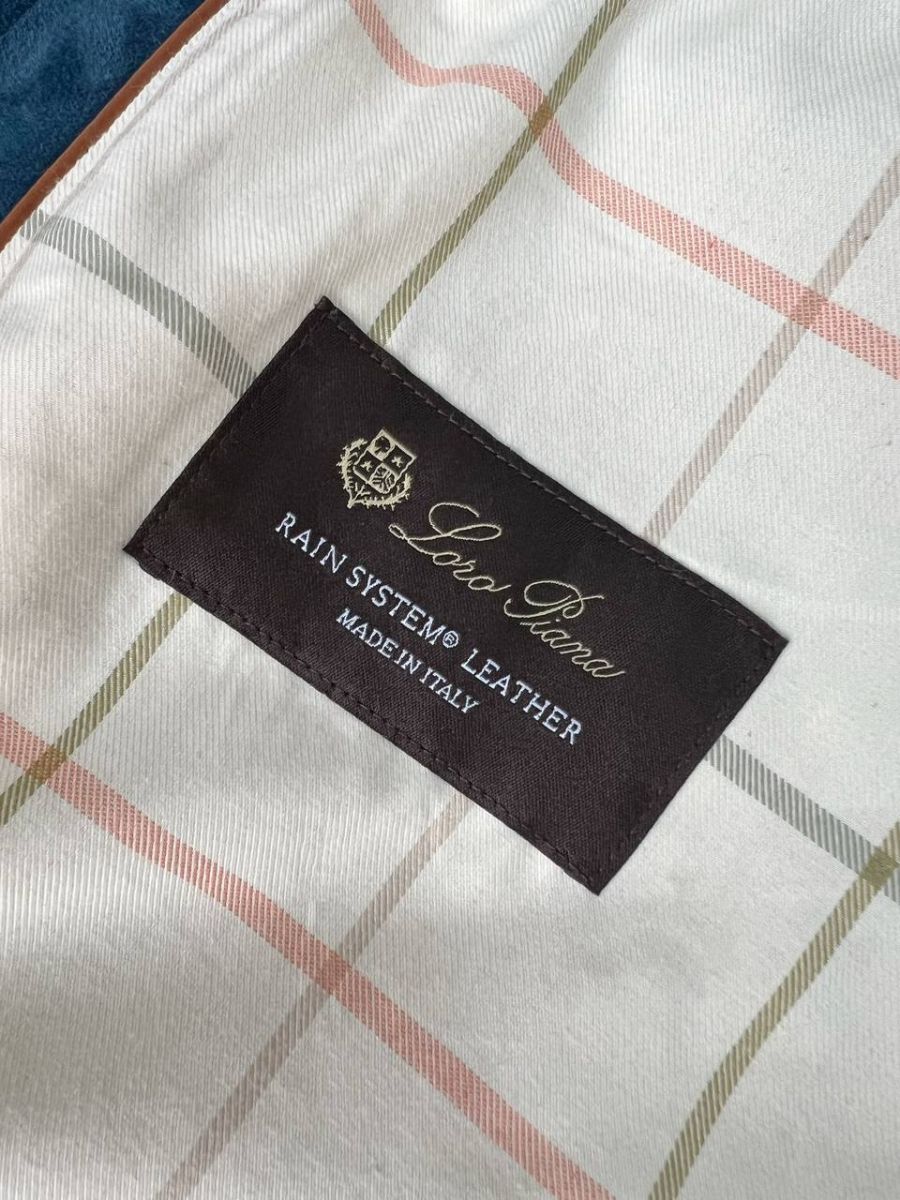 Loro Piana
RAIN SYSTEM® LEATHER
MADE IN ITALY